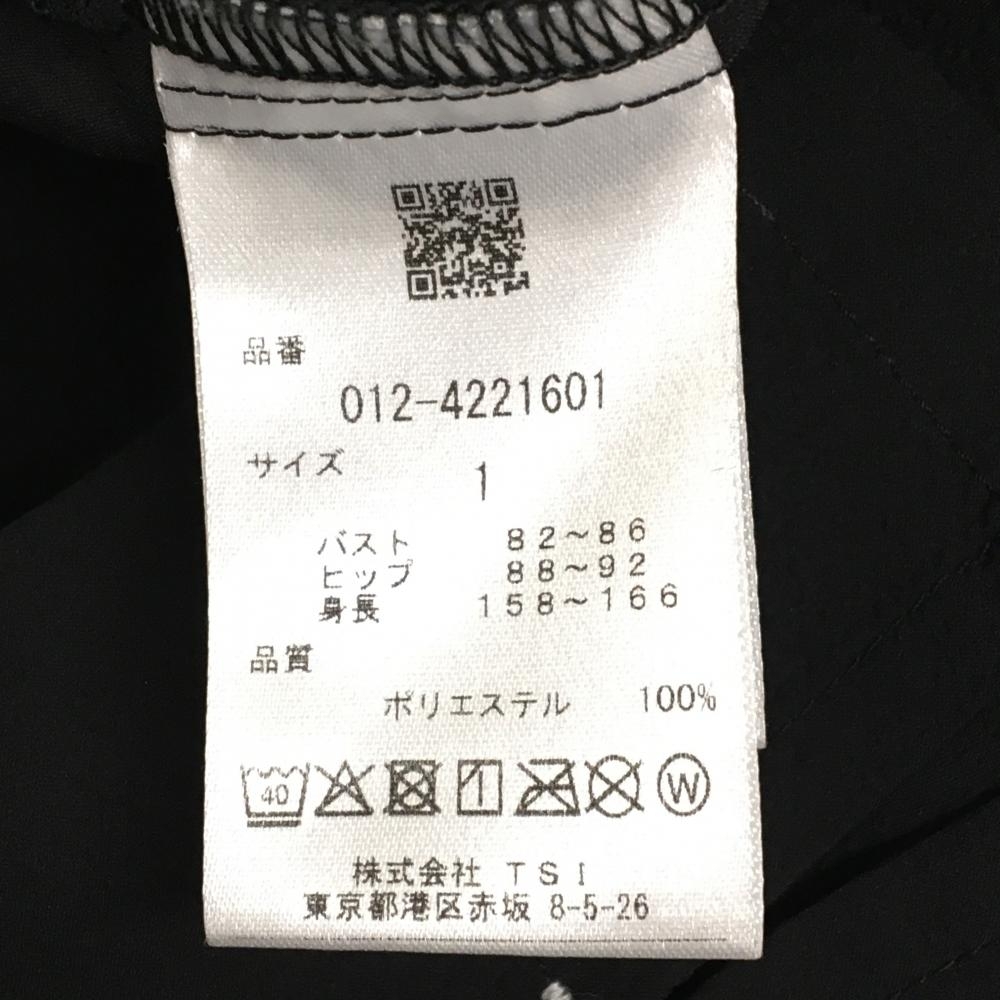 品番
012-4221601
サイズ
1
バスト 82~86
ヒップ 88~92
身長 158~166
品質
ポリエステル 100%
40 W
株式会社 TSI
東京都港区赤坂 8-5-26